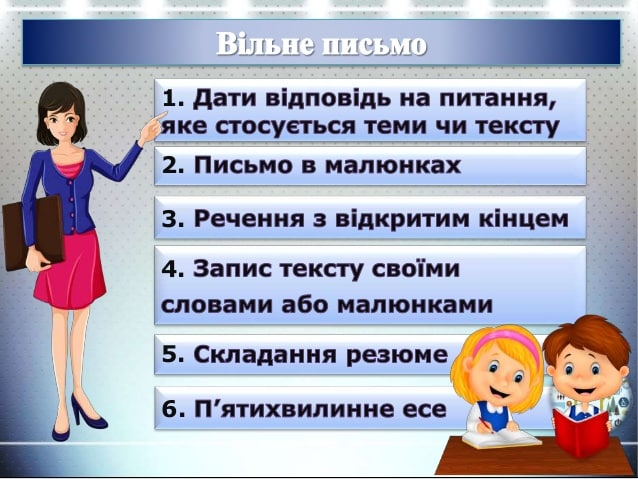 Вільне письмо
1. Дати відповідь на питання,
яке стосується теми чи тексту
2. Письмо в малюнках
3. Речення з відкритим кінцем
4. Запис тексту своїми
словами або малюнками
5. Складання резюме
6. П’ятихвилинне есе